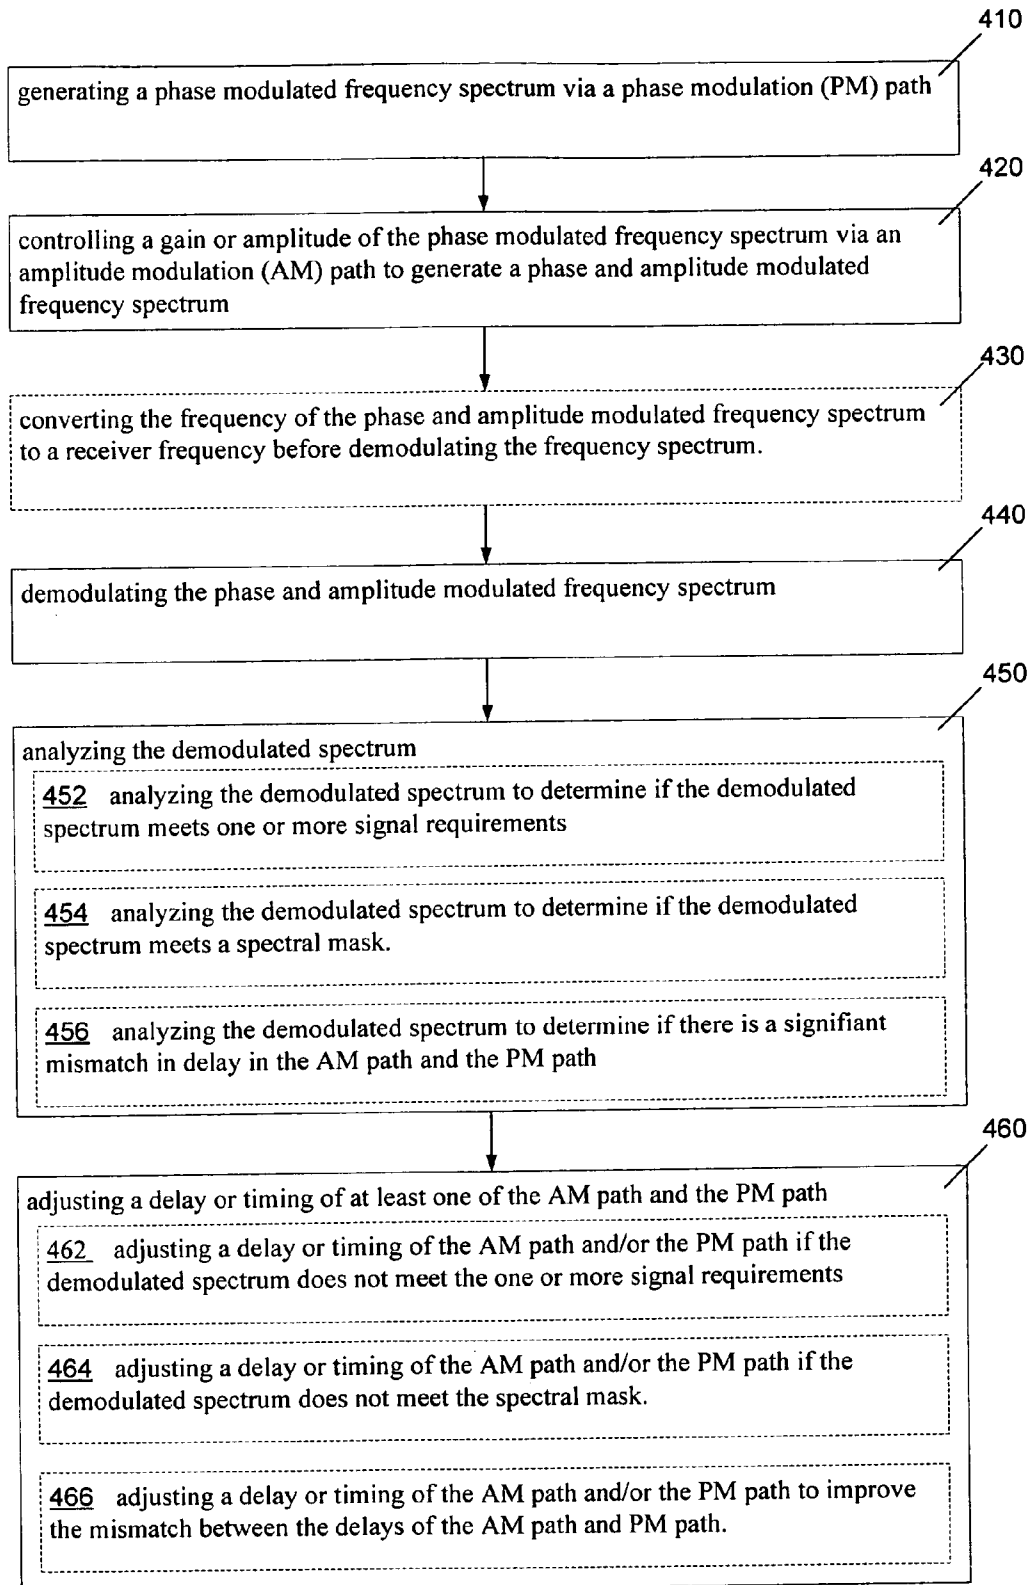 410
generating a phase modulated frequency spectrum via a phase modulation (PM) path
420
controlling a gain or amplitude of the phase modulated frequency spectrum via an
amplitude modulation (AM) path to generate a phase and amplitude modulated
frequency spectrum
430
converting the frequency of the phase and amplitude modulated frequency spectrum
to a receiver frequency before demodulating the frequency spectrum.
440
demodulating the phase and amplitude modulated frequency spectrum
450
analyzing the demodulated spectrum
452 analyzing the demodulated spectrum to determine if the demodulated
spectrum meets one or more signal requirements
454 analyzing the demodulated spectrum to determine if the demodulated
spectrum meets a spectral mask.
456 analyzing the demodulated spectrum to determine if there is a signifiant
mismatch in delay in the AM path and the PM path
460
adjusting a delay or timing of at least one of the AM path and the PM path
462 adjusting a delay or timing of the AM path and/or the PM path if the
demodulated spectrum does not meet the one or more signal requirements
464 adjusting a delay or timing of the AM path and/or the PM path if the
demodulated spectrum does not meet the spectral mask.
466 adjusting a delay or timing of the AM path and/or the PM path to improve
the mismatch between the delays of the AM path and PM path.